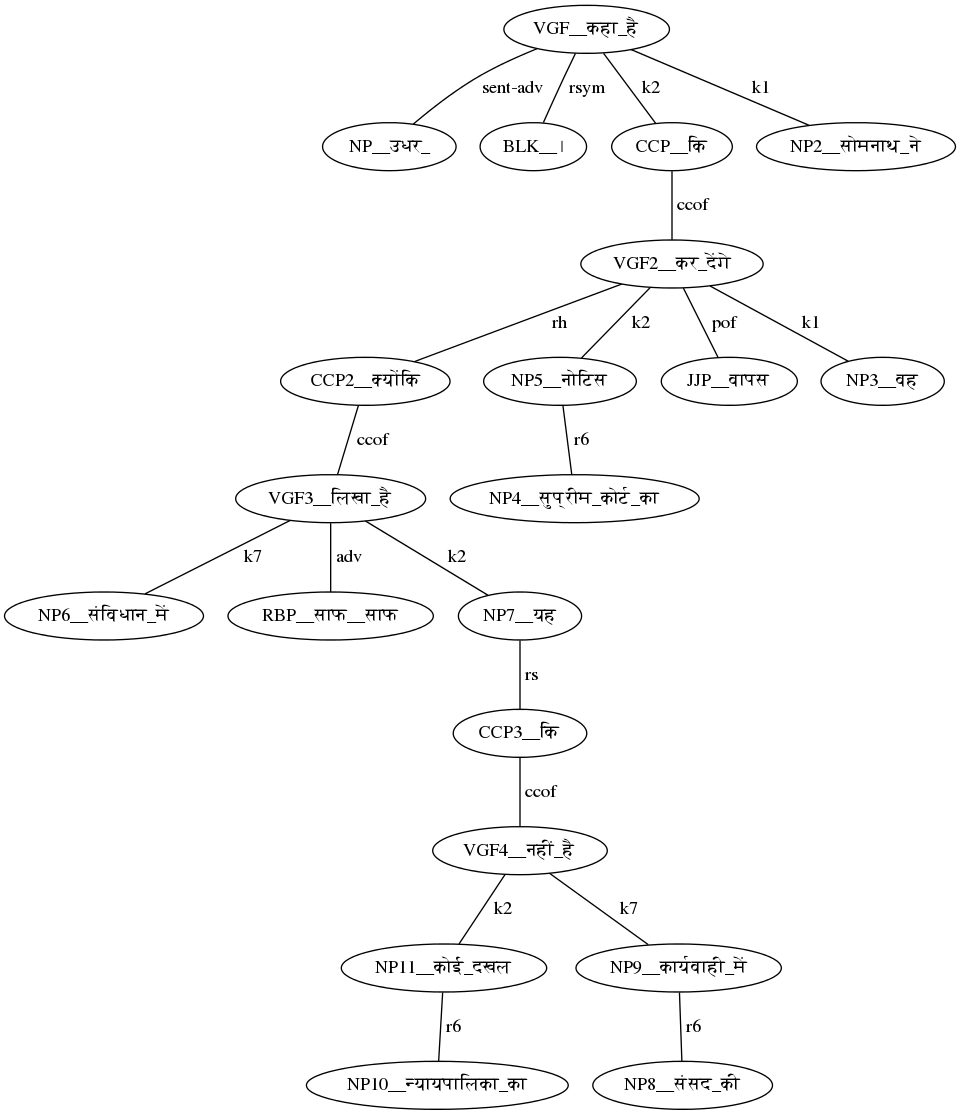 VGF__कहा_है
sent-adv rsym k2 k1
NP__उधर_ BLK__। CCP__कि NP2__सोमनाथ_ने
ccof
VGF2__कर_देंगे
rh k2 pof k1
CCP2__क्योंकि NP5__नोटिस JJP__वापस NP3__वह
ccof r6
VGF3__लिखा_है NP4__सुप्रीम_कोर्ट_का
k7 adv k2
NP6__संविधान_में RBP__साफ__साफ NP7__यह
rs
CCP3__कि
ccof
VGF4__नहीं_है
k2 k7
NP11__कोई_दखल NP9__कार्यवाही_में
r6 r6
NP10__न्यायपालिका_का NP8__संसद_की